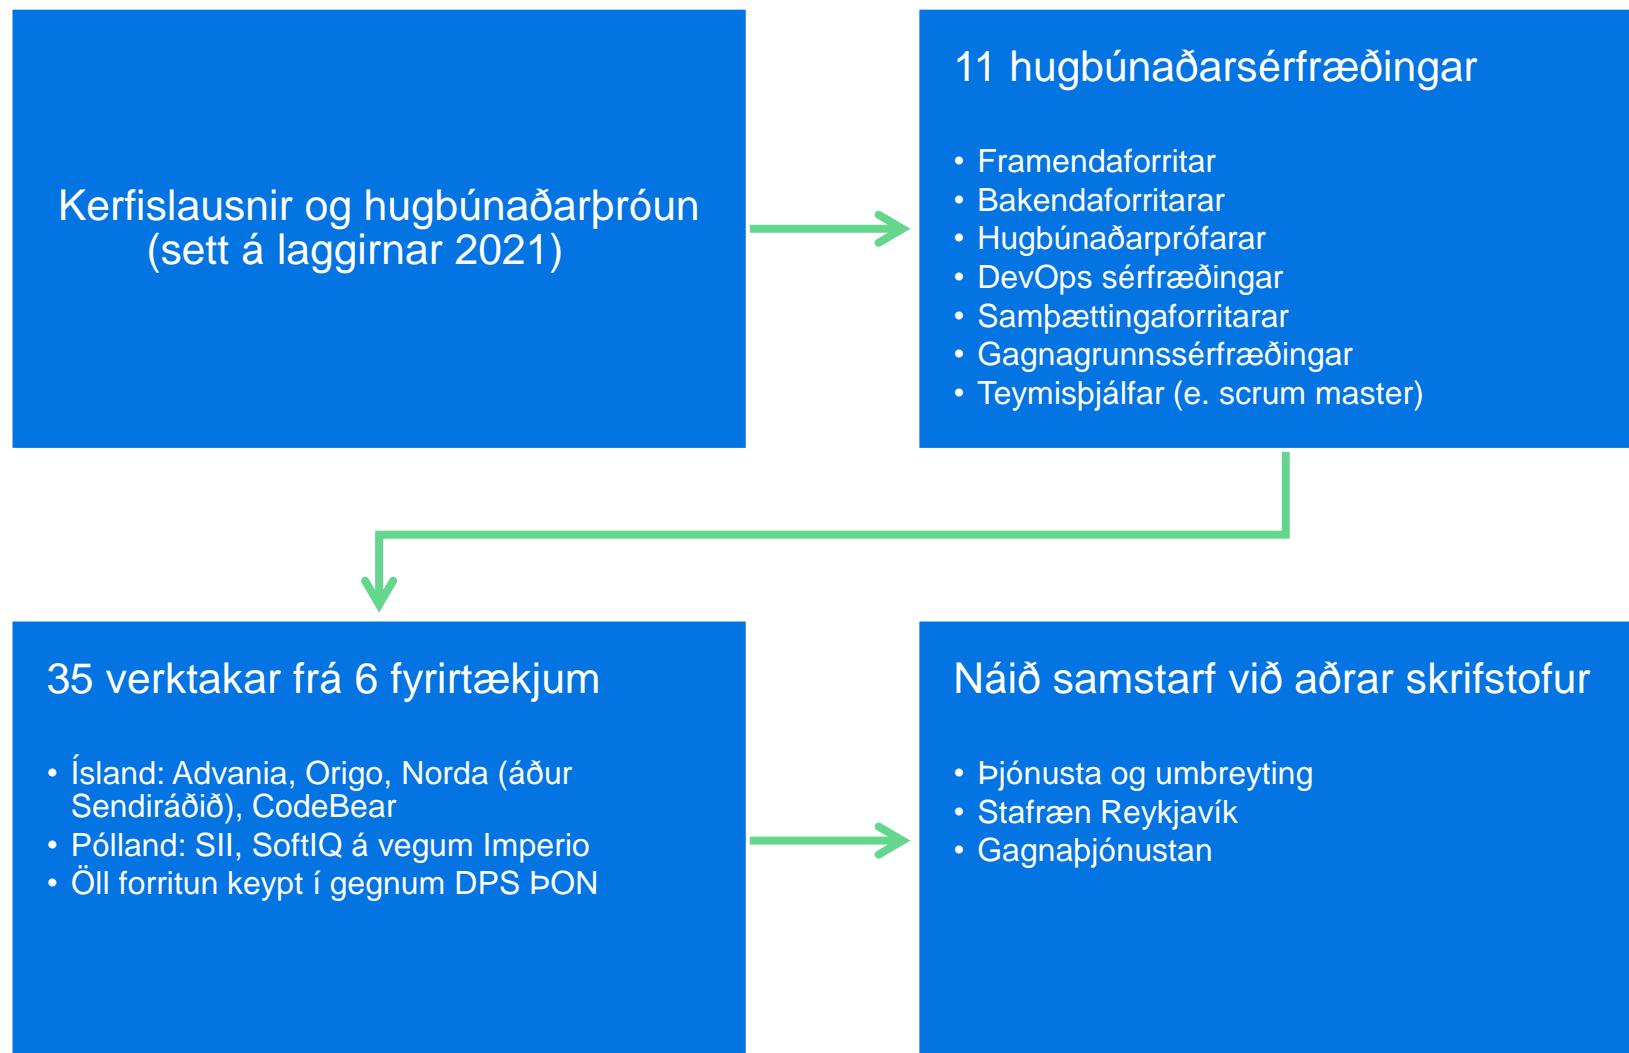 Kerfislausnir og hugbúnaðarþróun
(sett á laggirnar 2021)
11 hugbúnaðarsérfræðingar
• Framendaforritar
• Bakendaforritarar
• Hugbúnaðarprófarar
• DevOps sérfræðingar
• Samþættingaforritarar
• Gagnagrunnssérfræðingar
• Teymisþjálfar (e. scrum master)
35 verktakar frá 6 fyrirtækjum
• Ísland: Advania, Origo, Norda (áður
Sendiráðið), CodeBear
• Pólland: SII, SoftIQ á vegum Imperio
• Öll forritun keypt í gegnum DPS ÞON
Náið samstarf við aðrar skrifstofur
• Þjónusta og umbreyting
• Stafræn Reykjavík
• Gagnaþjónustan